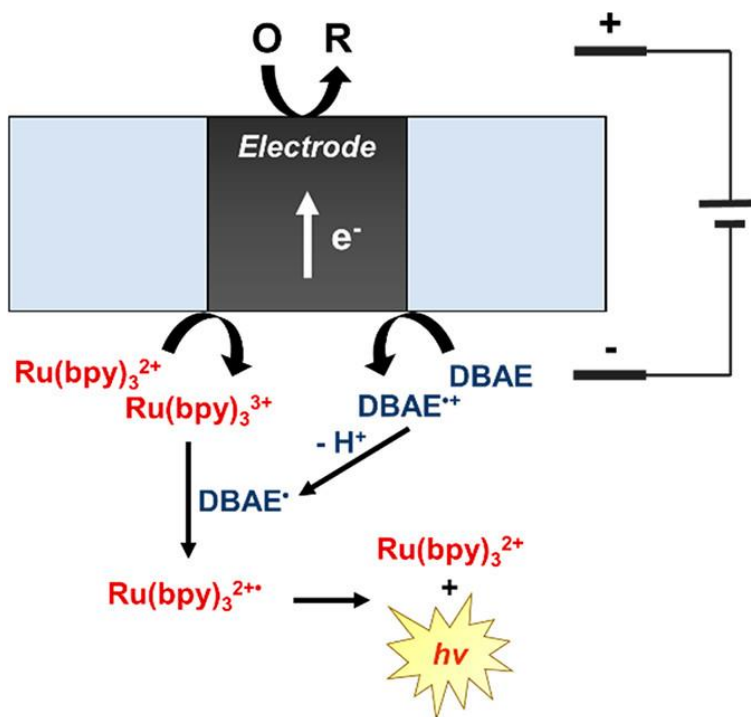 O R
+
Electrode
e⁻
-
Ru(bpy)₃²⁺
Ru(bpy)₃³⁺
DBAE
DBAE•⁺
- H⁺
DBAE•
Ru(bpy)₃²⁺•
Ru(bpy)₃²⁺
+
hv